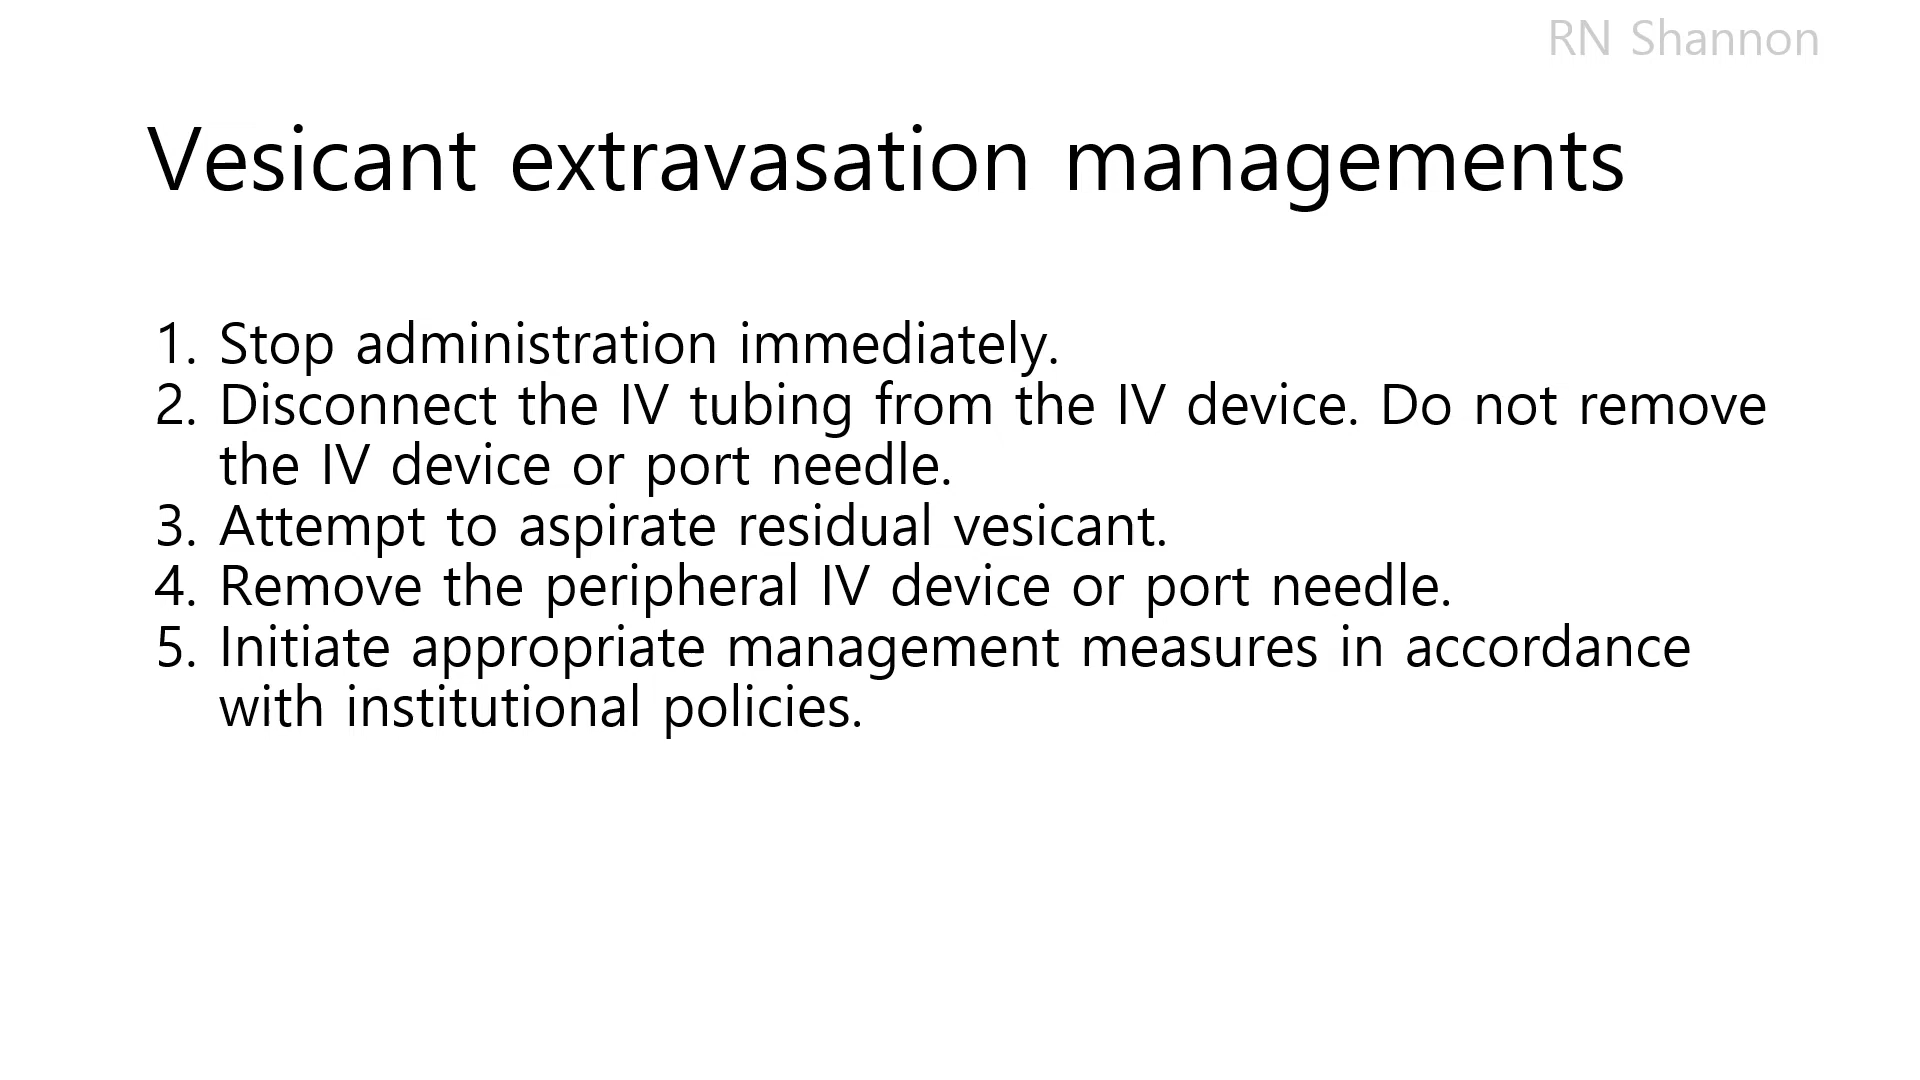 RN Shannon
Vesicant extravasation managements
1. Stop administration immediately.
2. Disconnect the IV tubing from the IV device. Do not remove
the IV device or port needle.
3. Attempt to aspirate residual vesicant.
4. Remove the peripheral IV device or port needle.
5. Initiate appropriate management measures in accordance
with institutional policies.